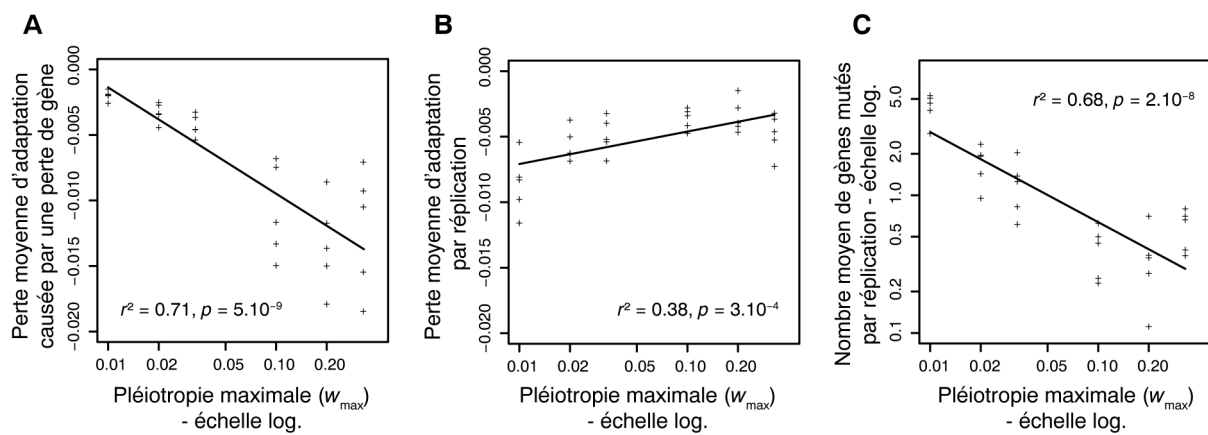 A
Perte moyenne d'adaptation
causée par une perte de gène
0.000
−0.005
−0.010
−0.015
−0.020
r² = 0.71, p = 5.10⁻⁹
0.01
0.02
0.05
0.10
0.20
Pléiotropie maximale (wmax)
- échelle log.
B
Perte moyenne d'adaptation
par réplication
0.000
−0.005
−0.010
−0.015
−0.020
r² = 0.38, p = 3.10⁻⁴
0.01
0.02
0.05
0.10
0.20
Pléiotropie maximale (wmax)
- échelle log.
C
Nombre moyen de gènes mutés
par réplication - échelle log.
5.0
2.0
1.0
0.5
0.2
0.1
r² = 0.68, p = 2.10⁻⁸
0.01
0.02
0.05
0.10
0.20
Pléiotropie maximale (wmax)
- échelle log.